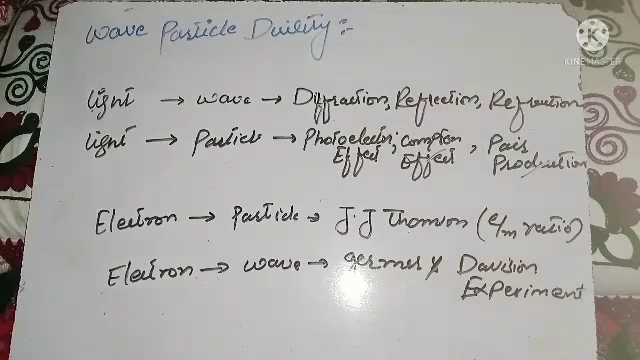 Wave Particle Duility:-
KINEMASTER
light → wave → Diffraction, Reflection, Refraction
light → Particle → Photoelectric Effect, Compton Effect, Pair Production
Electron → Particle → J.J Thomson (e/m ratio)
Electron → wave → germer & Davision Experiment